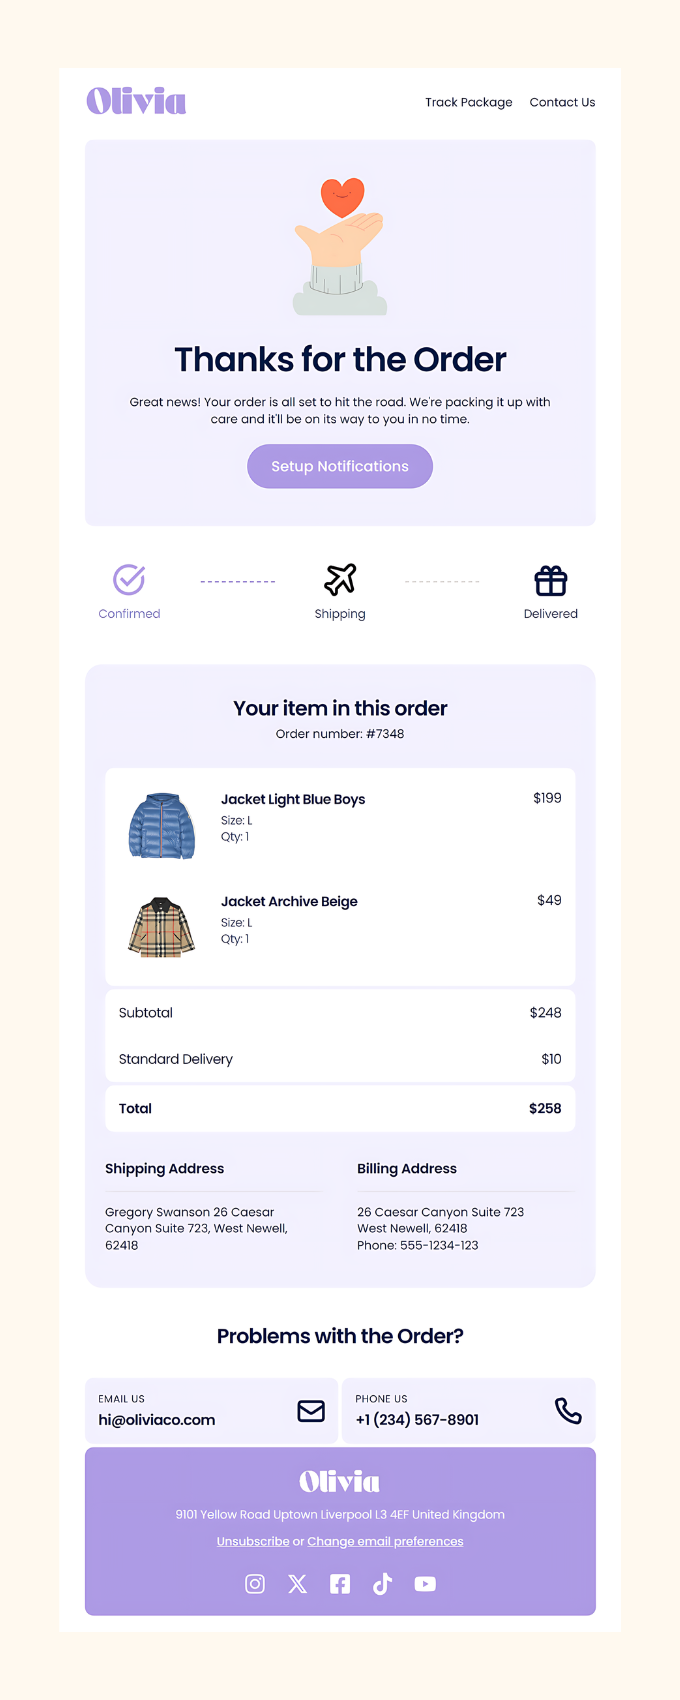 Olivia
Track Package
Contact Us
Thanks for the Order
Great news! Your order is all set to hit the road. We're packing it up with
care and it'll be on its way to you in no time.
Setup Notifications
Confirmed
Shipping
Delivered
Your item in this order
Order number: #7348
Jacket Light Blue Boys
$199
Size: L
Qty: 1
Jacket Archive Beige
$49
Size: L
Qty: 1
Subtotal
$248
Standard Delivery
$10
Total
$258
Shipping Address
Gregory Swanson 26 Caesar
Canyon Suite 723, West Newell,
62418
Billing Address
26 Caesar Canyon Suite 723
West Newell, 62418
Phone: 555-1234-123
Problems with the Order?
EMAIL US
hi@oliviaco.com
PHONE US
+1 (234) 567-8901
Olivia
9101 Yellow Road Uptown Liverpool L3 4EF United Kingdom
Unsubscribe or Change email preferences